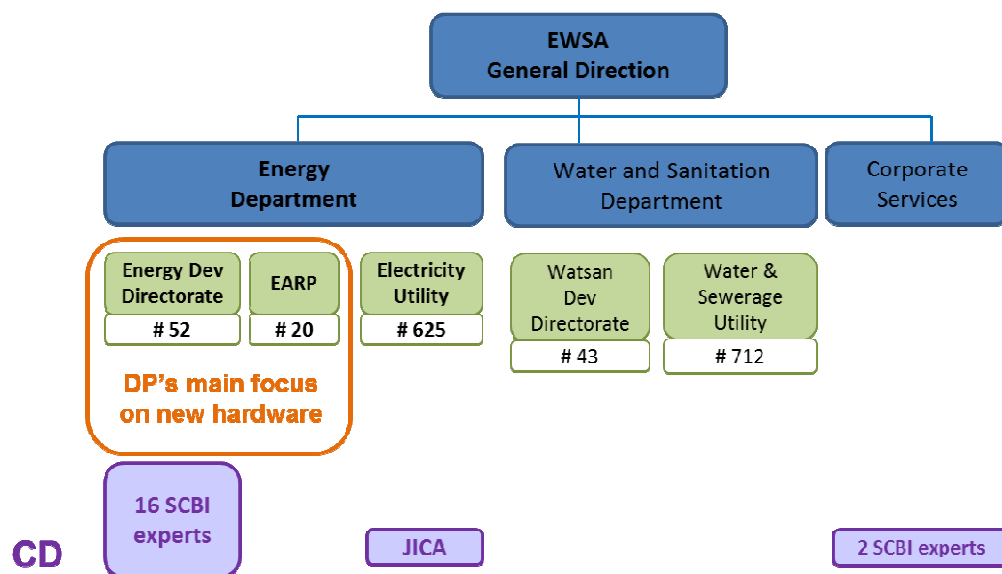 EWSA
General Direction
Energy
Department
Water and Sanitation
Department
Corporate
Services
Energy Dev
Directorate
# 52
EARP
# 20
Electricity
Utility
# 625
Watsan
Dev
Directorate
# 43
Water &
Sewerage
Utility
# 712
DP's main focus
on new hardware
16 SCBI
experts
CD
JICA
2 SCBI experts